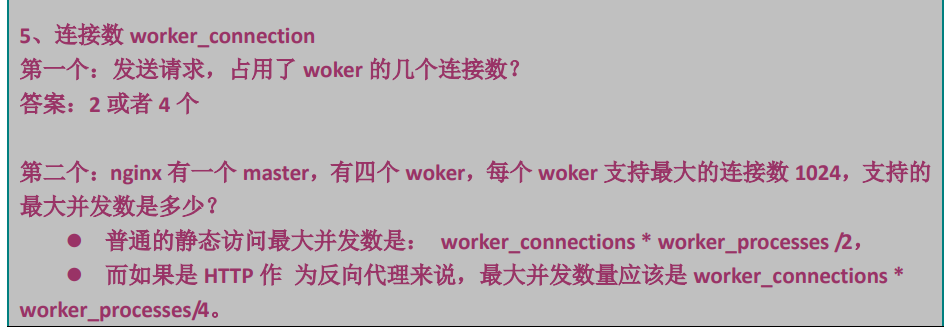 5、连接数 worker_connection
第一个：发送请求，占用了 woker 的几个连接数？
答案：2 或者 4 个
第二个：nginx 有一个 master，有四个 woker，每个 woker 支持最大的连接数 1024，支持的
最大并发数是多少？
● 普通的静态访问最大并发数是： worker_connections * worker_processes /2，
● 而如果是 HTTP 作 为反向代理来说，最大并发数量应该是 worker_connections *
worker_processes/4。